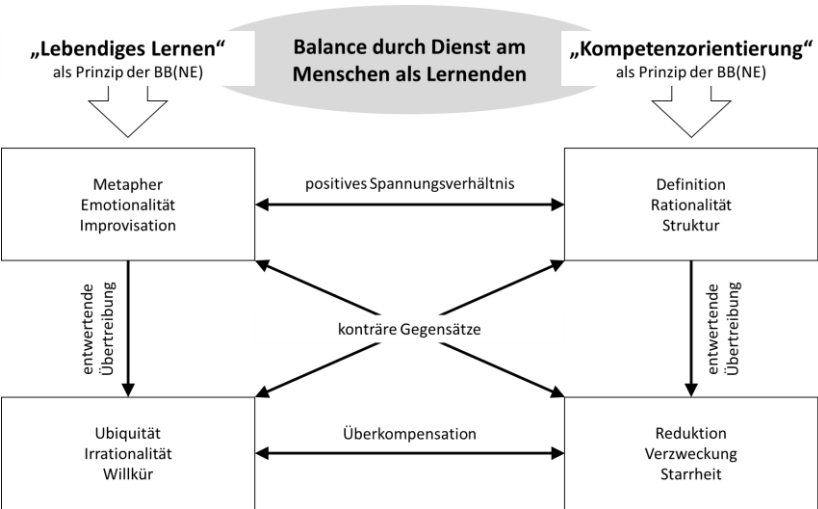 „Lebendiges Lernen“
als Prinzip der BB(NE)
Balance durch Dienst am
Menschen als Lernenden
„Kompetenzorientierung“
als Prinzip der BB(NE)
Metapher
Emotionalität
Improvisation
positives Spannungsverhältnis
Definition
Rationalität
Struktur
entwertende
Übertreibung
konträre Gegensätze
entwertende
Übertreibung
Ubiquität
Irrationalität
Willkür
Überkompensation
Reduktion
Verzweckung
Starrheit